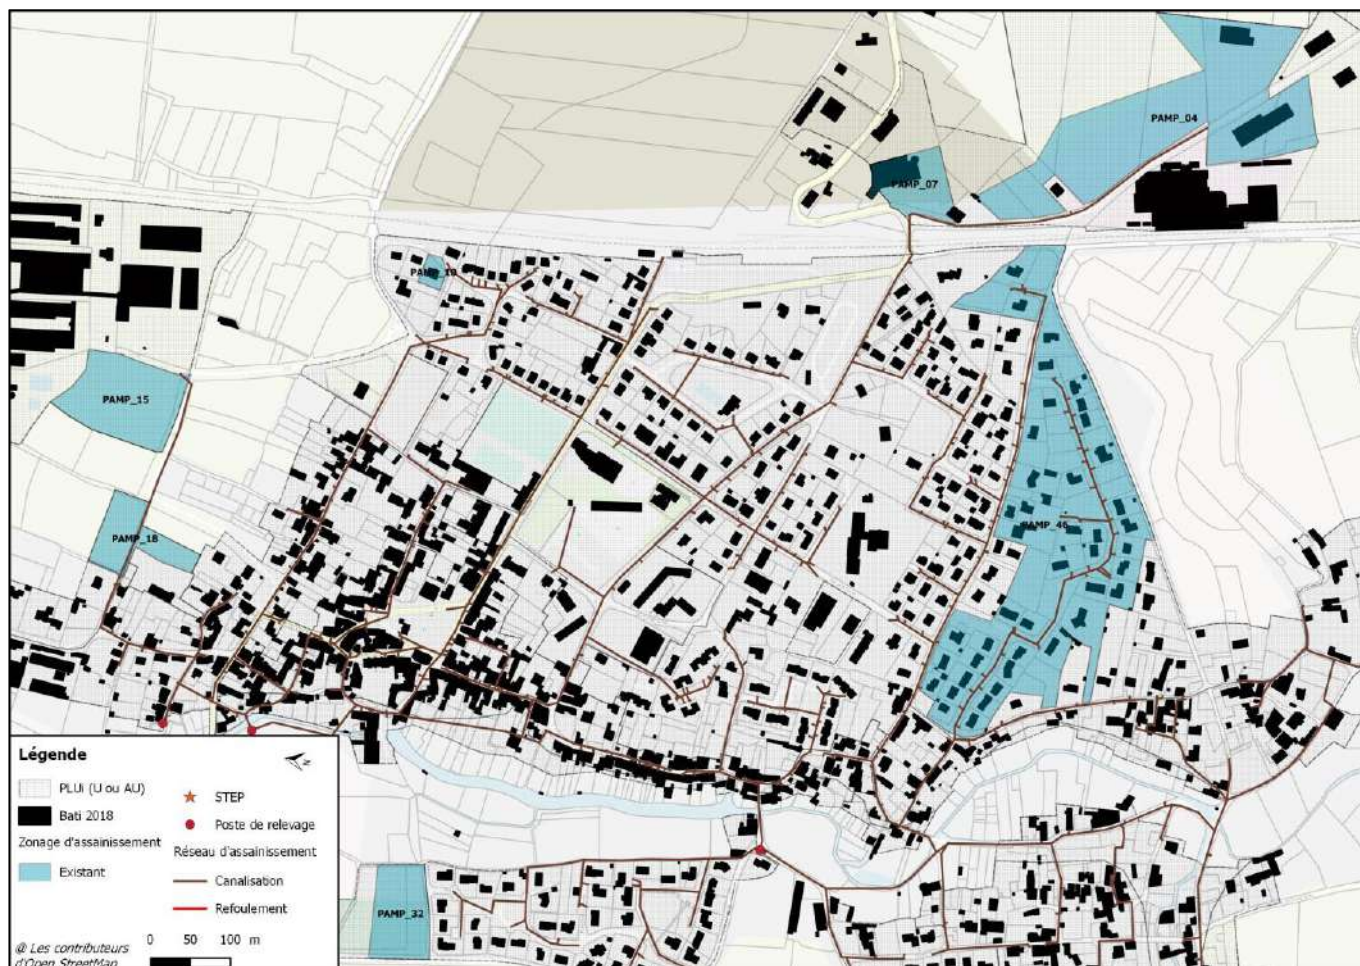 PAMP_04
PAMP_07
PAMP_10
PAMP_15
PAMP_46
PAMP_18
PAMP_32
Légende
N
PLUi (U ou AU)
Bati 2018
Zonage d'assainissement
Existant
STEP
Poste de relevage
Réseau d'assainissement
Canalisation
Refoulement
@ Les contributeurs
d'Open StreetMap
0 50 100 m